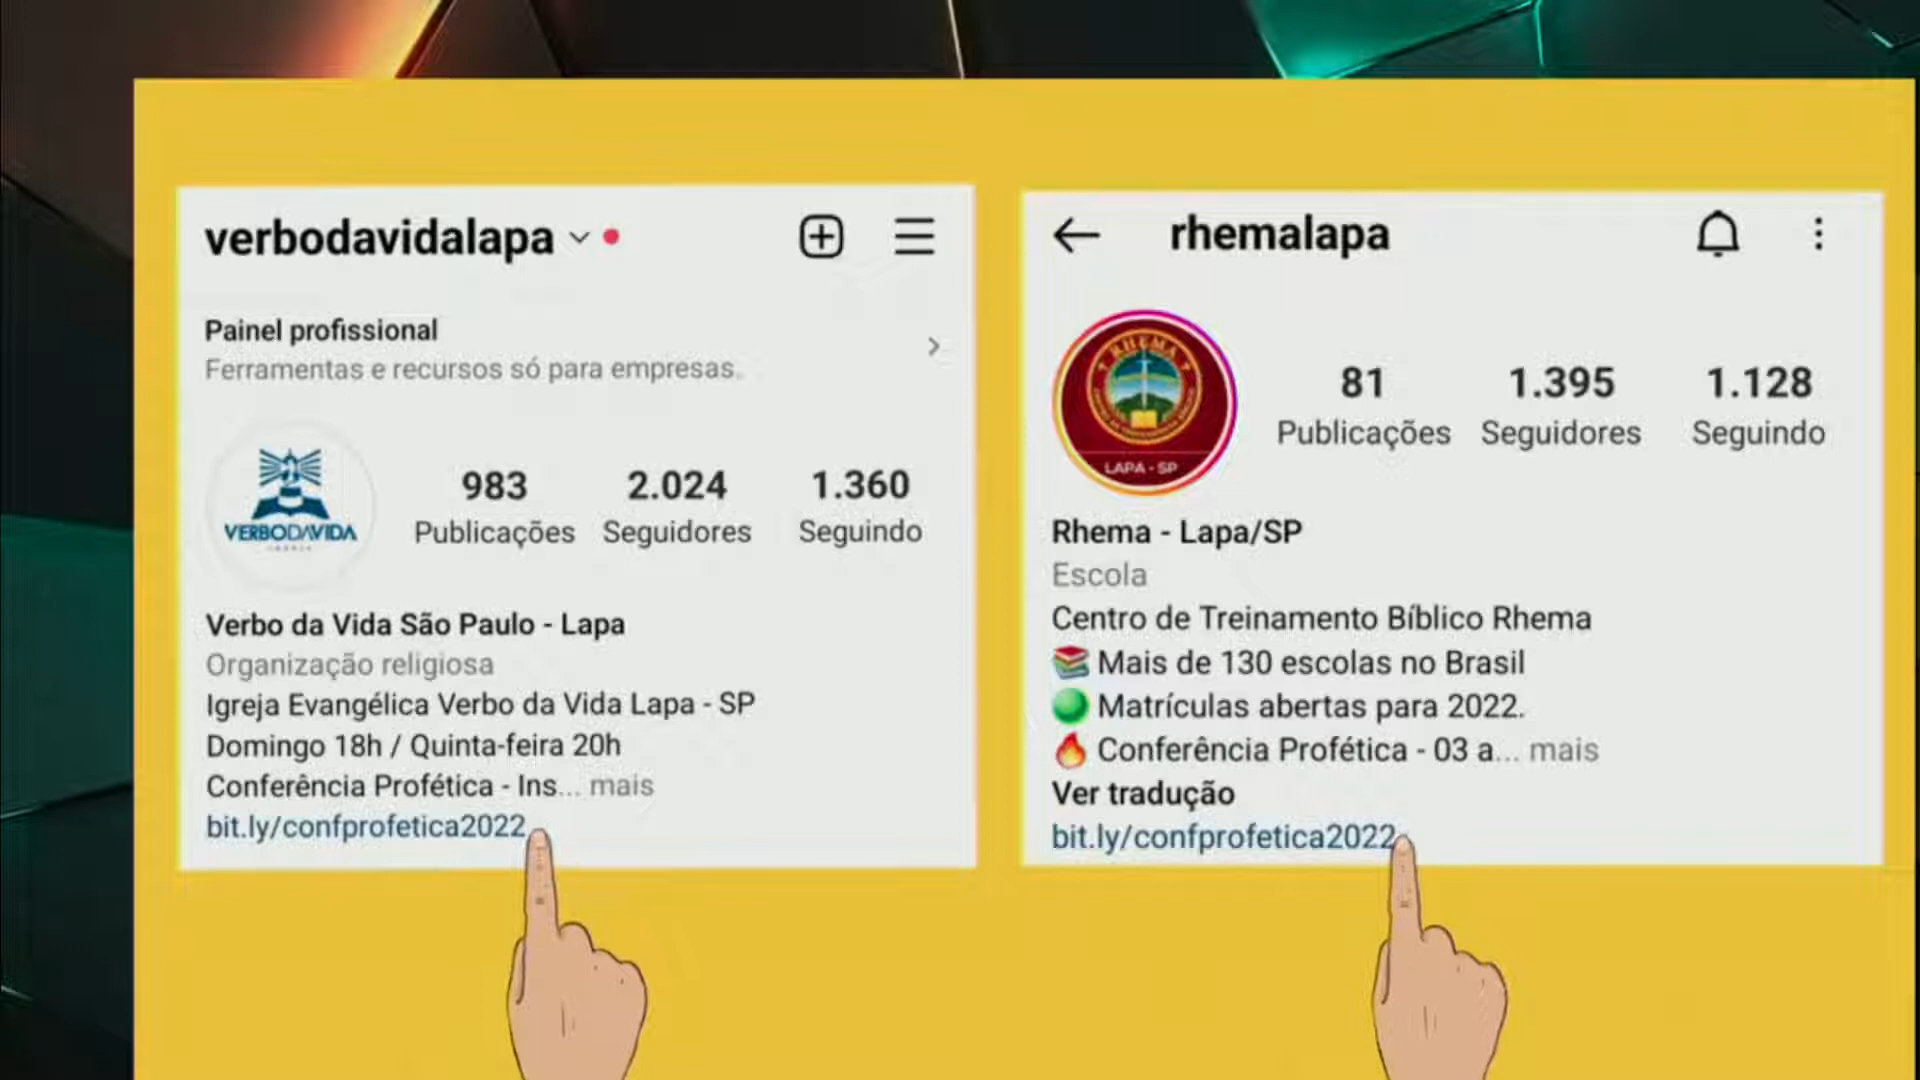 verbodavidalapa
Painel profissional
Ferramentas e recursos só para empresas.
VERBODAVIDA
983
2.024
1.360
Publicações
Seguidores
Seguindo
Verbo da Vida São Paulo - Lapa
Organização religiosa
Igreja Evangélica Verbo da Vida Lapa - SP
Domingo 18h / Quinta-feira 20h
Conferência Profética - Ins... mais
bit.ly/confprofetica2022
rhemalapa
RHEMA
LAPA - SP
81
1.395
1.128
Publicações
Seguidores
Seguindo
Rhema - Lapa/SP
Escola
Centro de Treinamento Bíblico Rhema
Mais de 130 escolas no Brasil
Matrículas abertas para 2022.
Conferência Profética - 03 a... mais
Ver tradução
bit.ly/confprofetica2022